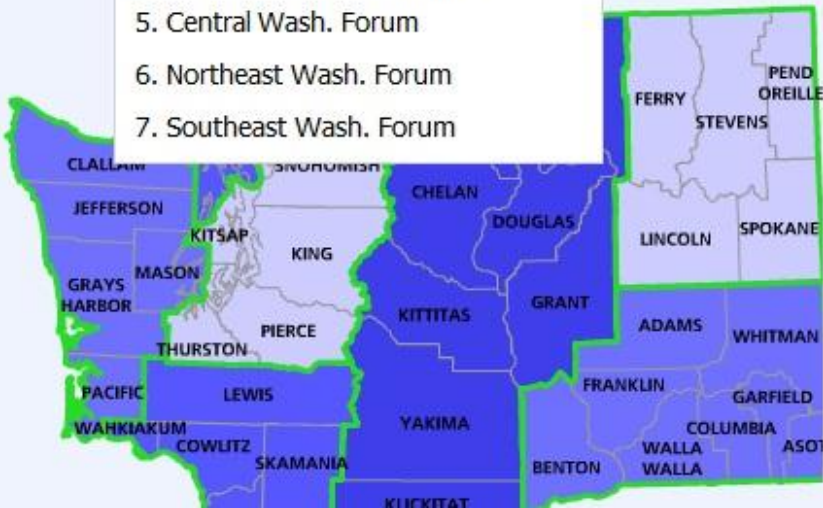 5. Central Wash. Forum
6. Northeast Wash. Forum
7. Southeast Wash. Forum
PEND
OREILLE
FERRY
STEVENS
CLALLAM
SNOHOMISH
CHELAN
JEFFERSON
DOUGLAS
KITSAP
LINCOLN
SPOKANE
KING
MASON
GRAYS
HARBOR
GRANT
KITTITAS
ADAMS
PIERCE
WHITMAN
THURSTON
FRANKLIN
PACIFIC
LEWIS
GARFIELD
YAKIMA
WAHKIAKUM
COLUMBIA
COWLITZ
WALLA
WALLA
ASOT
SKAMANIA
BENTON
KLICKITAT